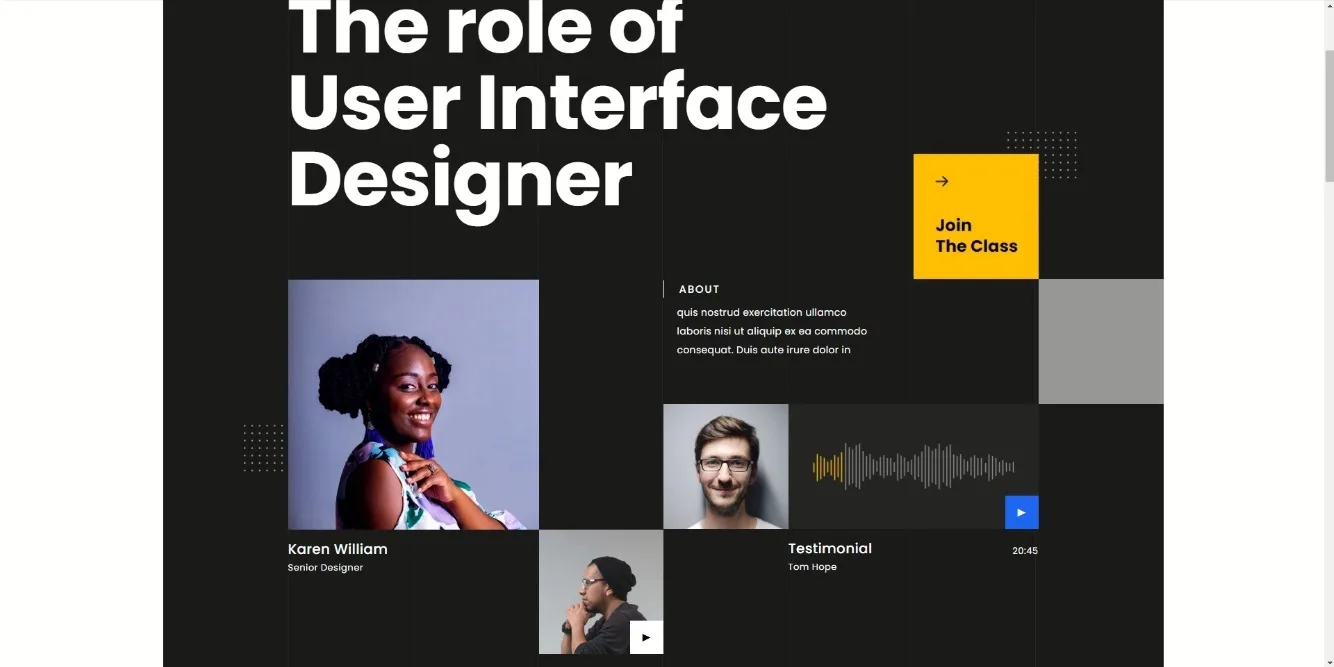 The role of
User Interface
Designer
Join
The Class
ABOUT
quis nostrud exercitation ullamco
laboris nisi ut aliquip ex ea commodo
consequat. Duis aute irure dolor in
Karen William
Senior Designer
Testimonial
20:45
Tom Hope